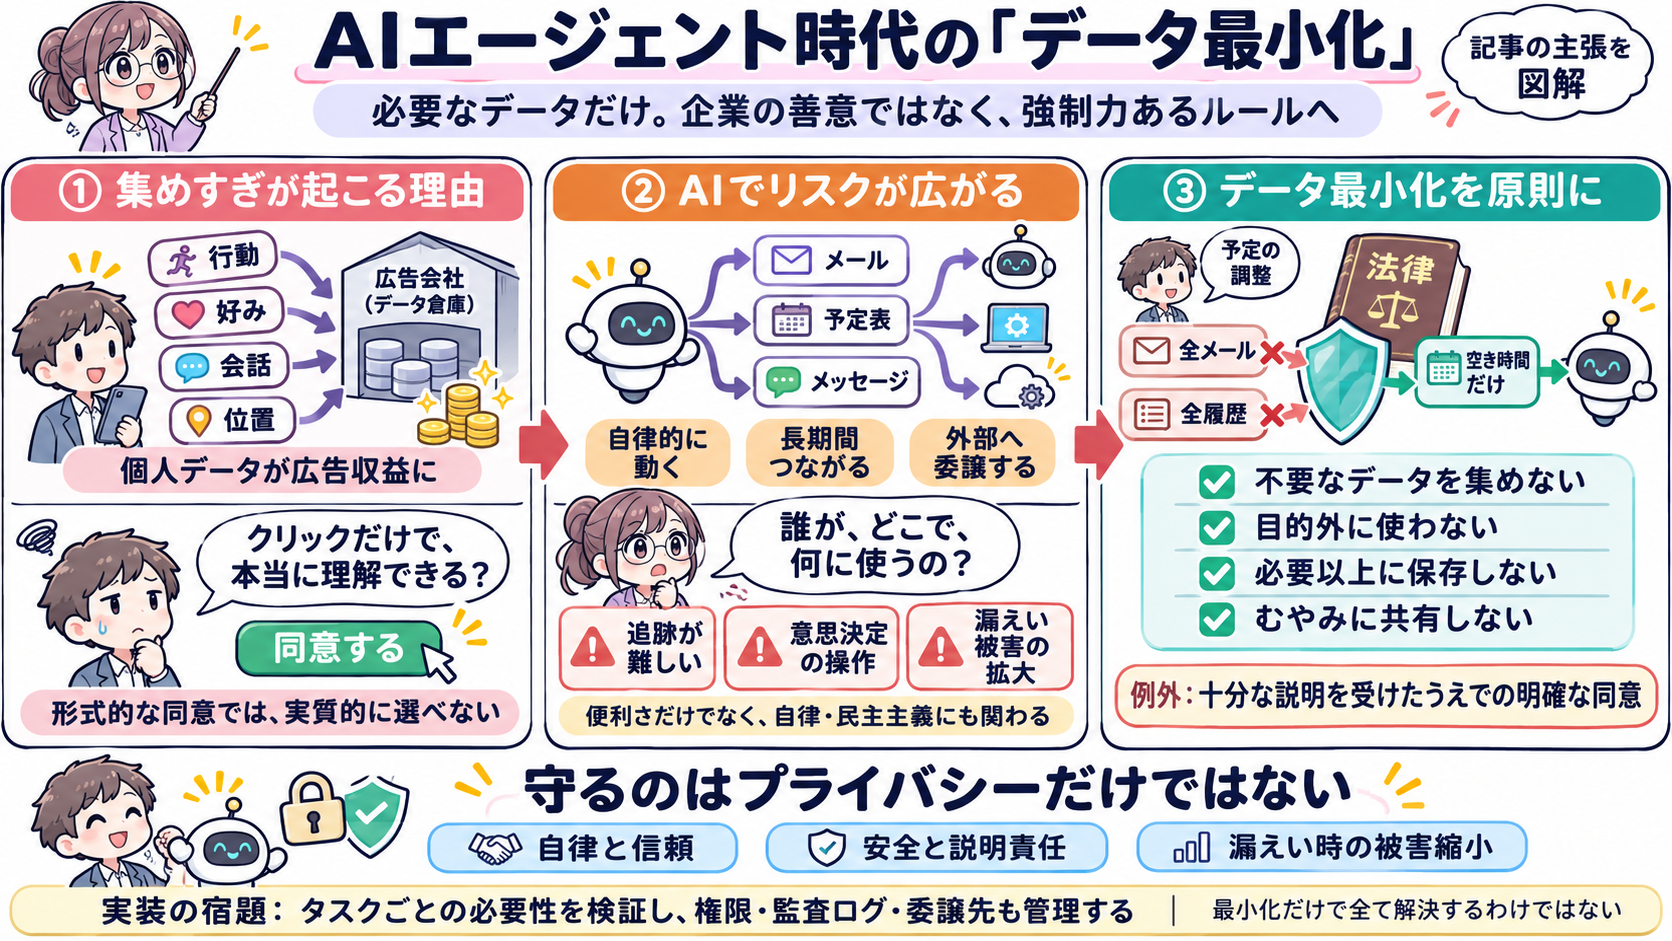 AIエージェント時代の「データ最小化」
記事の主張を
図解
必要なデータだけ。企業の善意ではなく、強制力あるルールへ
① 集めすぎが起こる理由
行動
好み
会話
位置
広告会社
(データ倉庫)
個人データが広告収益に
クリックだけで、
本当に理解できる?
同意する
形式的な同意では、実質的に選べない
② AIでリスクが広がる
メール
予定表
メッセージ
自律的に
動く
長期間
つながる
外部へ
委譲する
誰が、どこで、
何に使うの?
追跡が
難しい
意思決定
の操作
漏えい
被害の
拡大
便利さだけでなく、自律・民主主義にも関わる
③ データ最小化を原則に
予定の
調整
法律
全メール
全履歴
空き時間
だけ
不要なデータを集めない
目的外に使わない
必要以上に保存しない
むやみに共有しない
例外:十分な説明を受けたうえでの明確な同意
守るのはプライバシーだけではない
自律と信頼
安全と説明責任
漏えい時の被害縮小
実装の宿題: タスクごとの必要性を検証し、権限・監査ログ・委譲先も管理する | 最小化だけで全て解決するわけではない